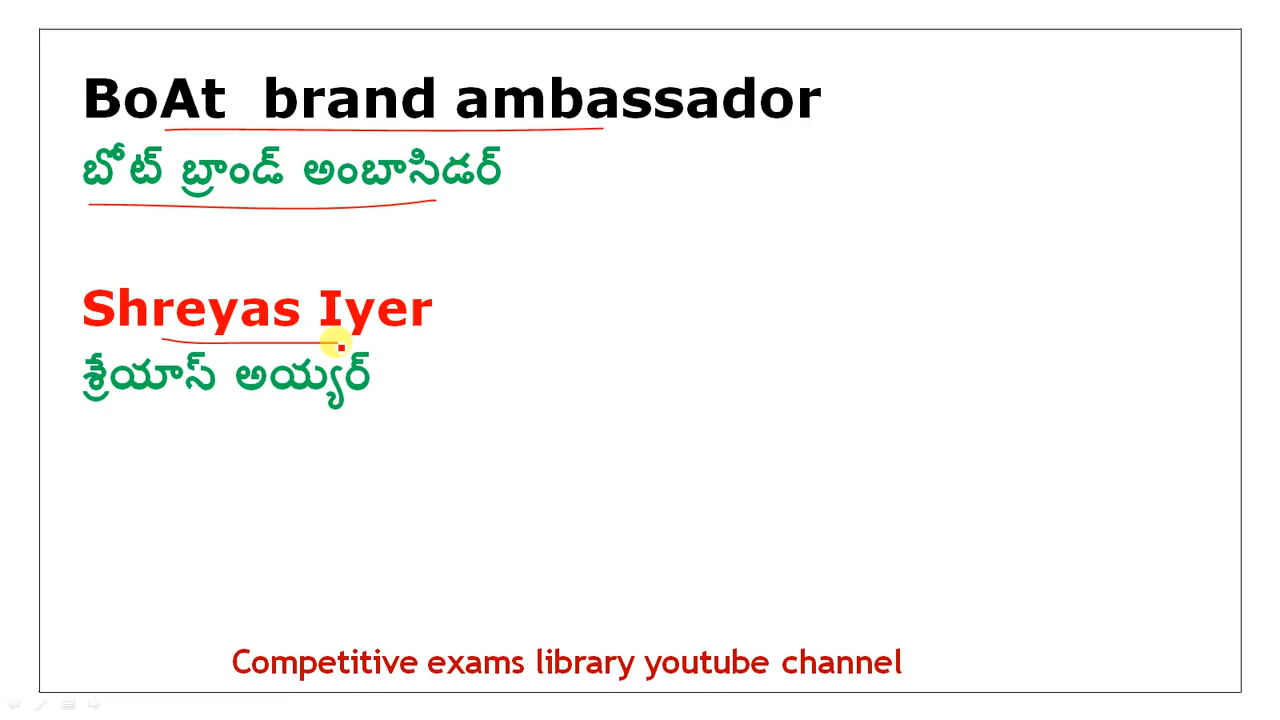 BoAt brand ambassador
బోట్ బ్రాండ్ అంబాసిడర్
Shreyas Iyer
శ్రేయాస్ అయ్యర్
Competitive exams library youtube channel